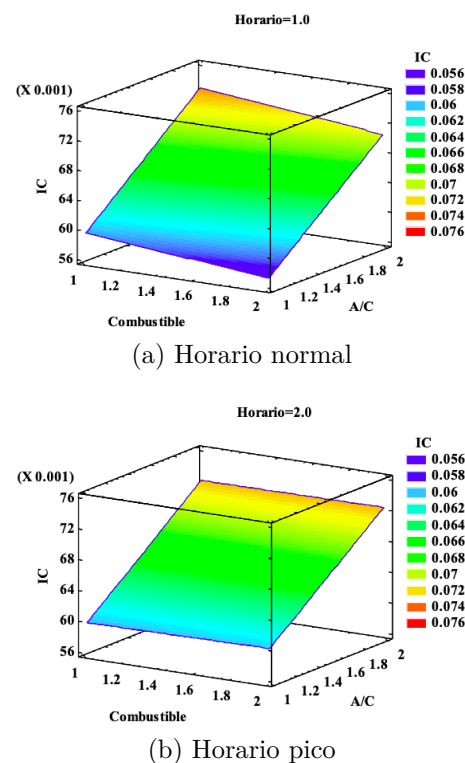 Horario=1.0
IC
(X 0.001)
0.056
0.058
0.06
0.062
0.064
0.066
0.068
0.07
0.072
0.074
0.076
76
72
68
64
60
56
IC
1 1.2 1.4 1.6 1.8 2
Combustible
1 1.2 1.4 1.6 1.8 2
A/C
(a) Horario normal
Horario=2.0
IC
(X 0.001)
0.056
0.058
0.06
0.062
0.064
0.066
0.068
0.07
0.072
0.074
0.076
76
72
68
64
60
56
IC
1 1.2 1.4 1.6 1.8 2
Combustible
1 1.2 1.4 1.6 1.8 2
A/C
(b) Horario pico